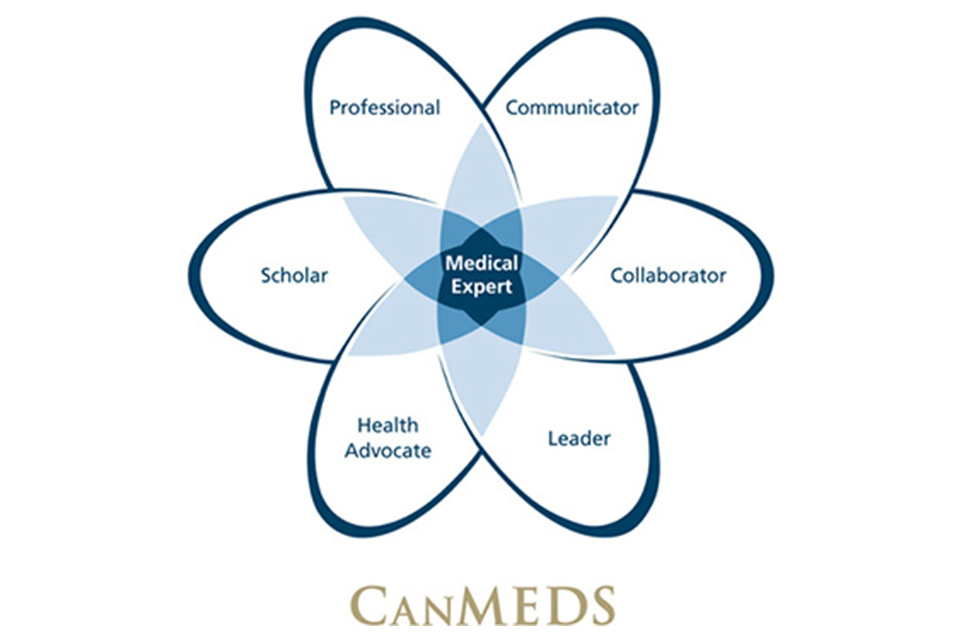 Professional
Communicator
Scholar
Medical
Expert
Collaborator
Health
Advocate
Leader
CANMEDS